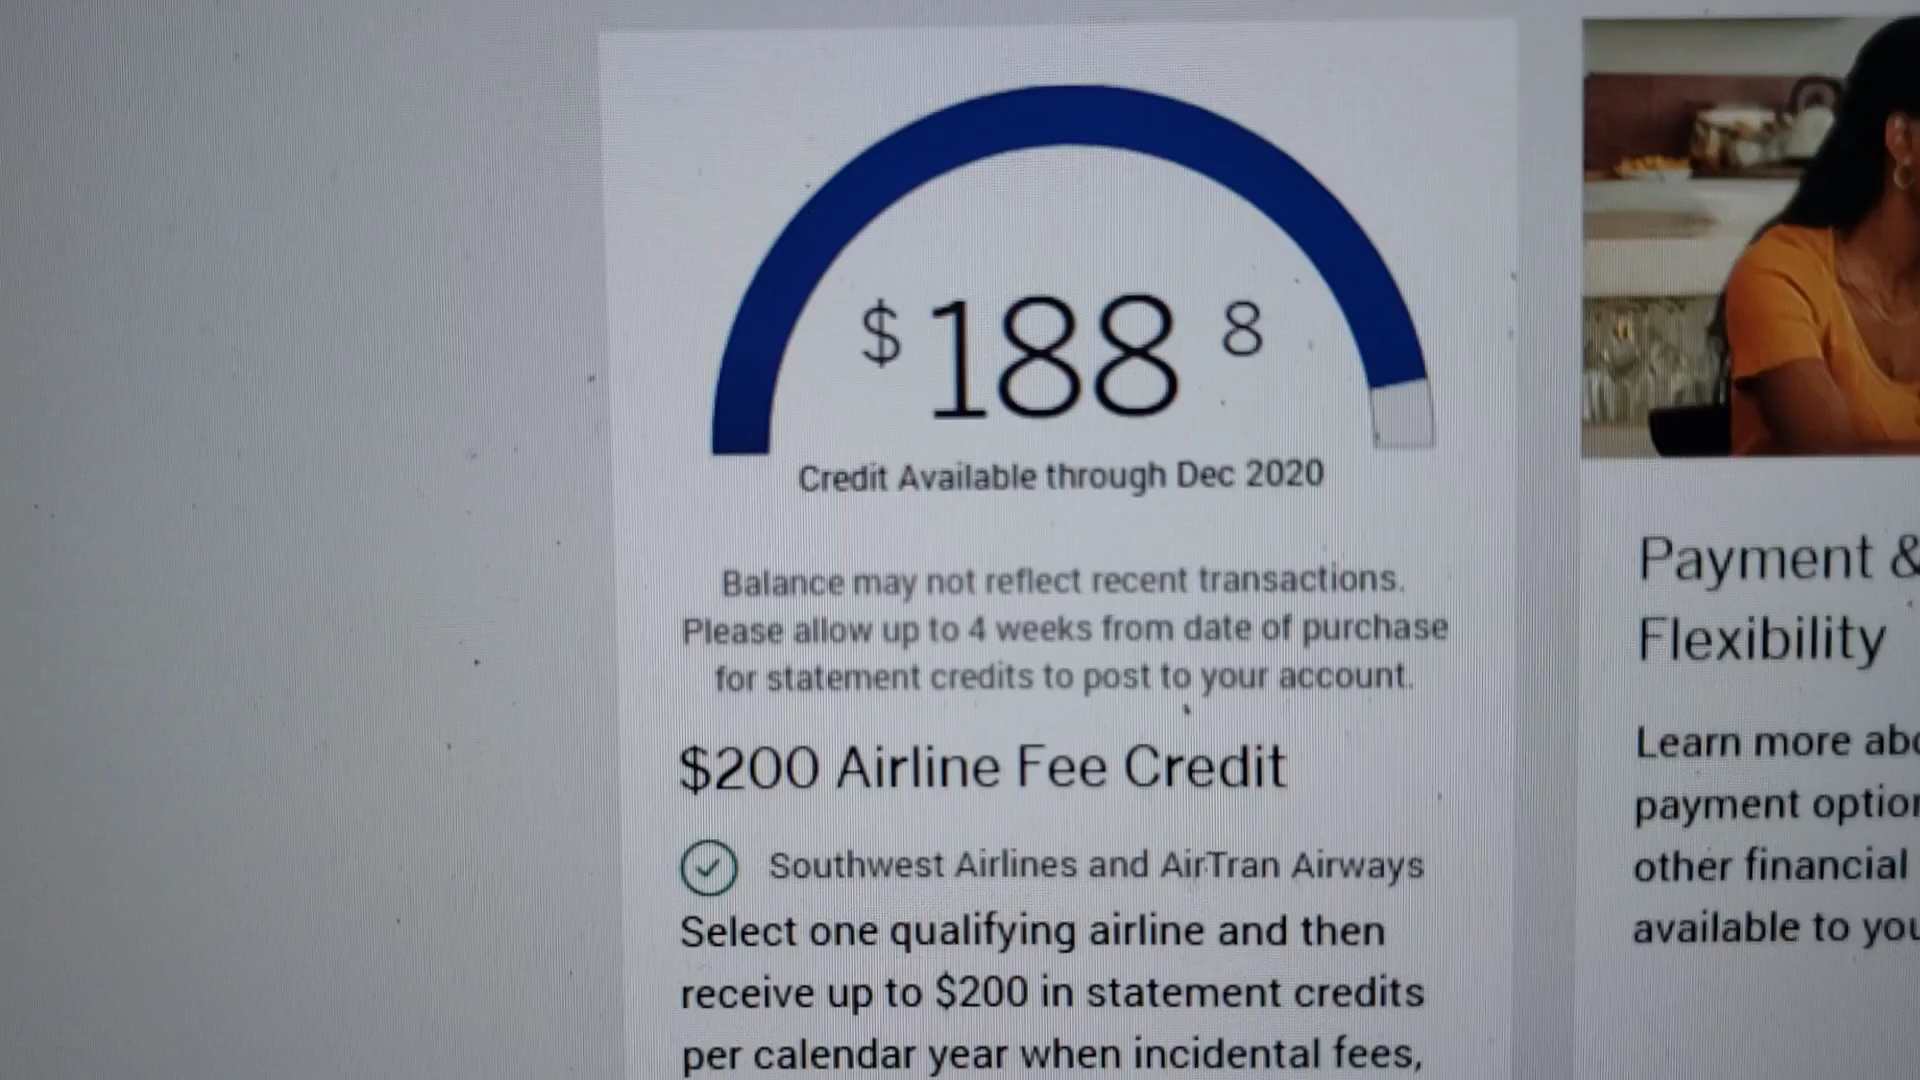 $188 8
Credit Available through Dec 2020
Balance may not reflect recent transactions.
Please allow up to 4 weeks from date of purchase
for statement credits to post to your account.
$200 Airline Fee Credit
Southwest Airlines and AirTran Airways
Select one qualifying airline and then
receive up to $200 in statement credits
per calendar year when incidental fees,
Payment &
Flexibility
Learn more abo
payment option
other financial
available to you